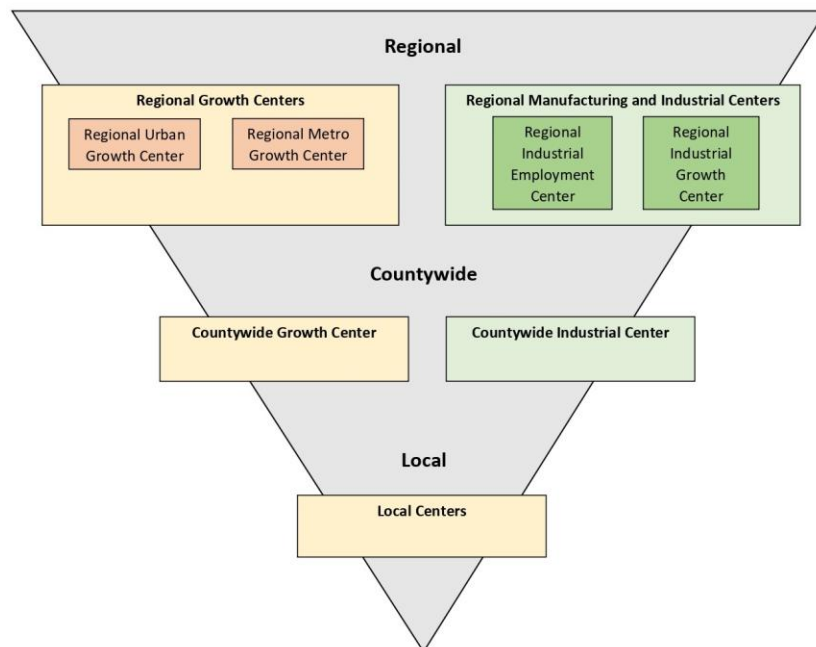 Regional
Regional Growth Centers
Regional Urban
Growth Center
Regional Metro
Growth Center
Regional Manufacturing and Industrial Centers
Regional
Industrial
Employment
Center
Regional
Industrial
Growth
Center
Countywide
Countywide Growth Center
Countywide Industrial Center
Local
Local Centers